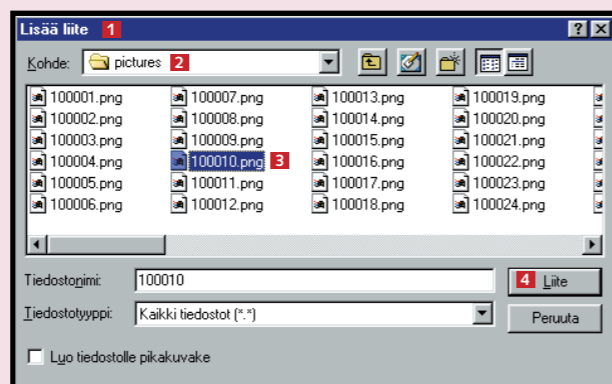 Lisää liite 1
Kohde: pictures 2
100001.png 100007.png 100013.png 100019.png
100002.png 100008.png 100014.png 100020.png
100003.png 100009.png 100015.png 100021.png
100004.png 100010.png 3 100016.png 100022.png
100005.png 100011.png 100017.png 100023.png
100006.png 100012.png 100018.png 100024.png
Tiedostonimi: 100010 4 Liite
Tiedostotyyppi: Kaikki tiedostot (*.*) Peruuta
Luo tiedostolle pikakuvake